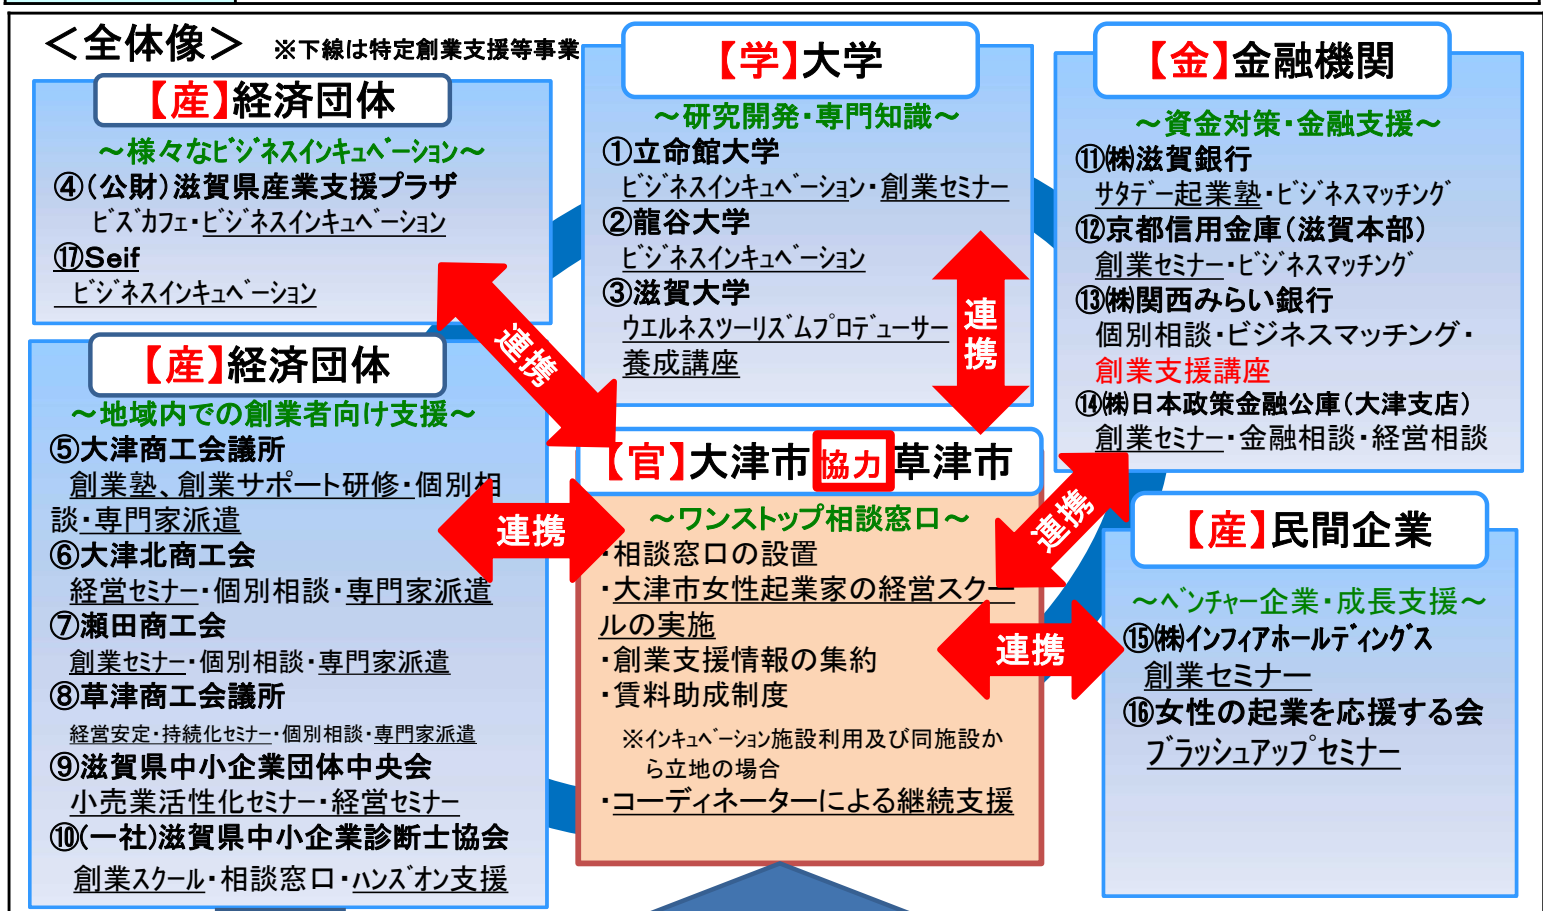 ＜全体像＞ ※下線は特定創業支援等事業
【産】経済団体
～様々なﾋﾞｼﾞﾈｽｲﾝｷｭﾍﾞｰｼｮﾝ～
④(公財)滋賀県産業支援プラザ
ﾋﾞｽﾞｶﾌｪ・ﾋﾞｼﾞﾈｽｲﾝｷｭﾍﾞｰｼｮﾝ
⑰Seif
ﾋﾞｼﾞﾈｽｲﾝｷｭﾍﾞｰｼｮﾝ
【産】経済団体
～地域内での創業者向け支援～
⑤大津商工会議所
創業塾、創業サポート研修・個別相
談・専門家派遣
⑥大津北商工会
経営ｾﾐﾅｰ・個別相談・専門家派遣
⑦瀬田商工会
創業ｾﾐﾅｰ・個別相談・専門家派遣
⑧草津商工会議所
経営安定・持続化ｾﾐﾅｰ・個別相談・専門家派遣
⑨滋賀県中小企業団体中央会
小売業活性化ｾﾐﾅｰ・経営ｾﾐﾅｰ
⑩(一社)滋賀県中小企業診断士協会
創業ｽｸｰﾙ・相談窓口・ﾊﾝｽﾞｵﾝ支援
【学】大学
～研究開発・専門知識～
①立命館大学
ﾋﾞｼﾞﾈｽｲﾝｷｭﾍﾞｰｼｮﾝ・創業ｾﾐﾅｰ
②龍谷大学
ﾋﾞｼﾞﾈｽｲﾝｷｭﾍﾞｰｼｮﾝ
③滋賀大学
ｳｴﾙﾈｽﾂｰﾘｽﾞﾑﾌﾟﾛﾃﾞｭｰｻｰ
養成講座
連携
連携
連携
連携
連携
【官】大津市 協力 草津市
～ワンストップ相談窓口～
・相談窓口の設置
・大津市女性起業家の経営スクー
ルの実施
・創業支援情報の集約
・賃料助成制度
※ｲﾝｷｭﾍﾞｰｼｮﾝ施設利用及び同施設か
ら立地の場合
・コーディネーターによる継続支援
【金】金融機関
～資金対策・金融支援～
⑪㈱滋賀銀行
ｻﾀﾃﾞｰ起業塾・ﾋﾞｼﾞﾈｽﾏｯﾁﾝｸﾞ
⑫京都信用金庫(滋賀本部)
創業ｾﾐﾅｰ・ﾋﾞｼﾞﾈｽﾏｯﾁﾝｸﾞ
⑬㈱関西みらい銀行
個別相談・ビジネスマッチング・
創業支援講座
⑭㈱日本政策金融公庫(大津支店)
創業ｾﾐﾅｰ・金融相談・経営相談
【産】民間企業
～ﾍﾞﾝﾁｬｰ企業・成長支援～
⑮㈱ｲﾝﾌｨｱﾎｰﾙﾃﾞｨﾝｸﾞｽ
創業セミナー
⑯女性の起業を応援する会
ﾌﾞﾗｯｼｭｱｯﾌﾟｾﾐﾅｰ